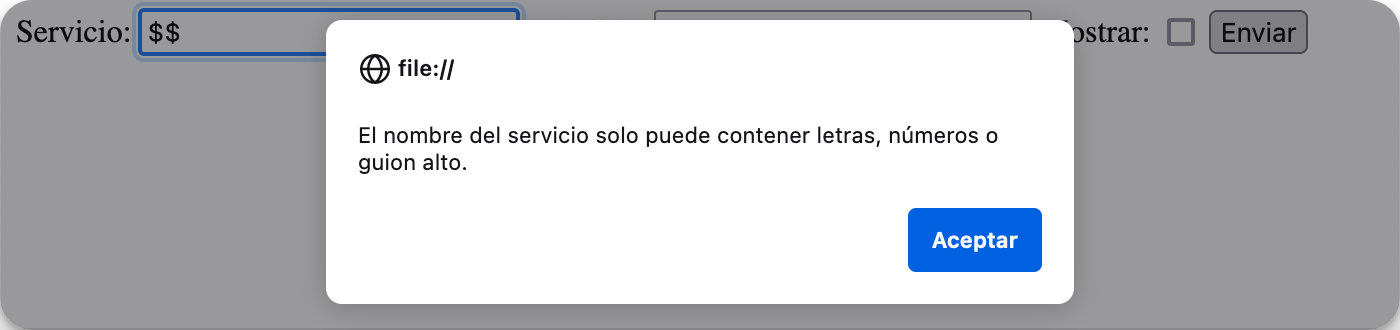 Servicio: $$ ostrar: Enviar
file://
El nombre del servicio solo puede contener letras, números o
guion alto.
Aceptar